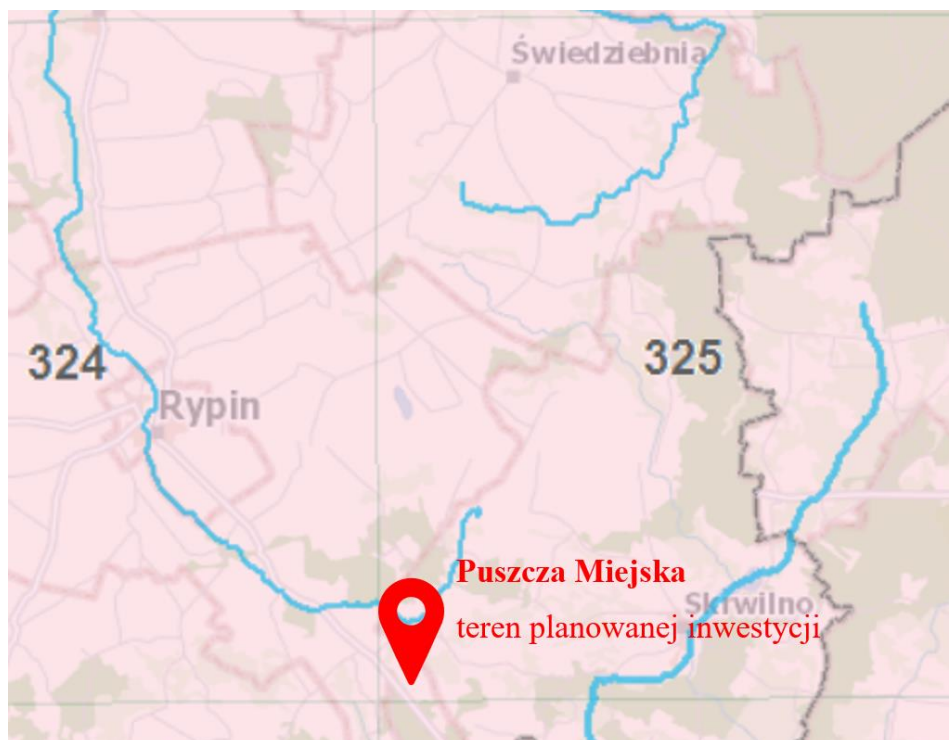 Świedziebnia
324
325
Rypin
Puszcza Miejska
Skrwilno
teren planowanej inwestycji